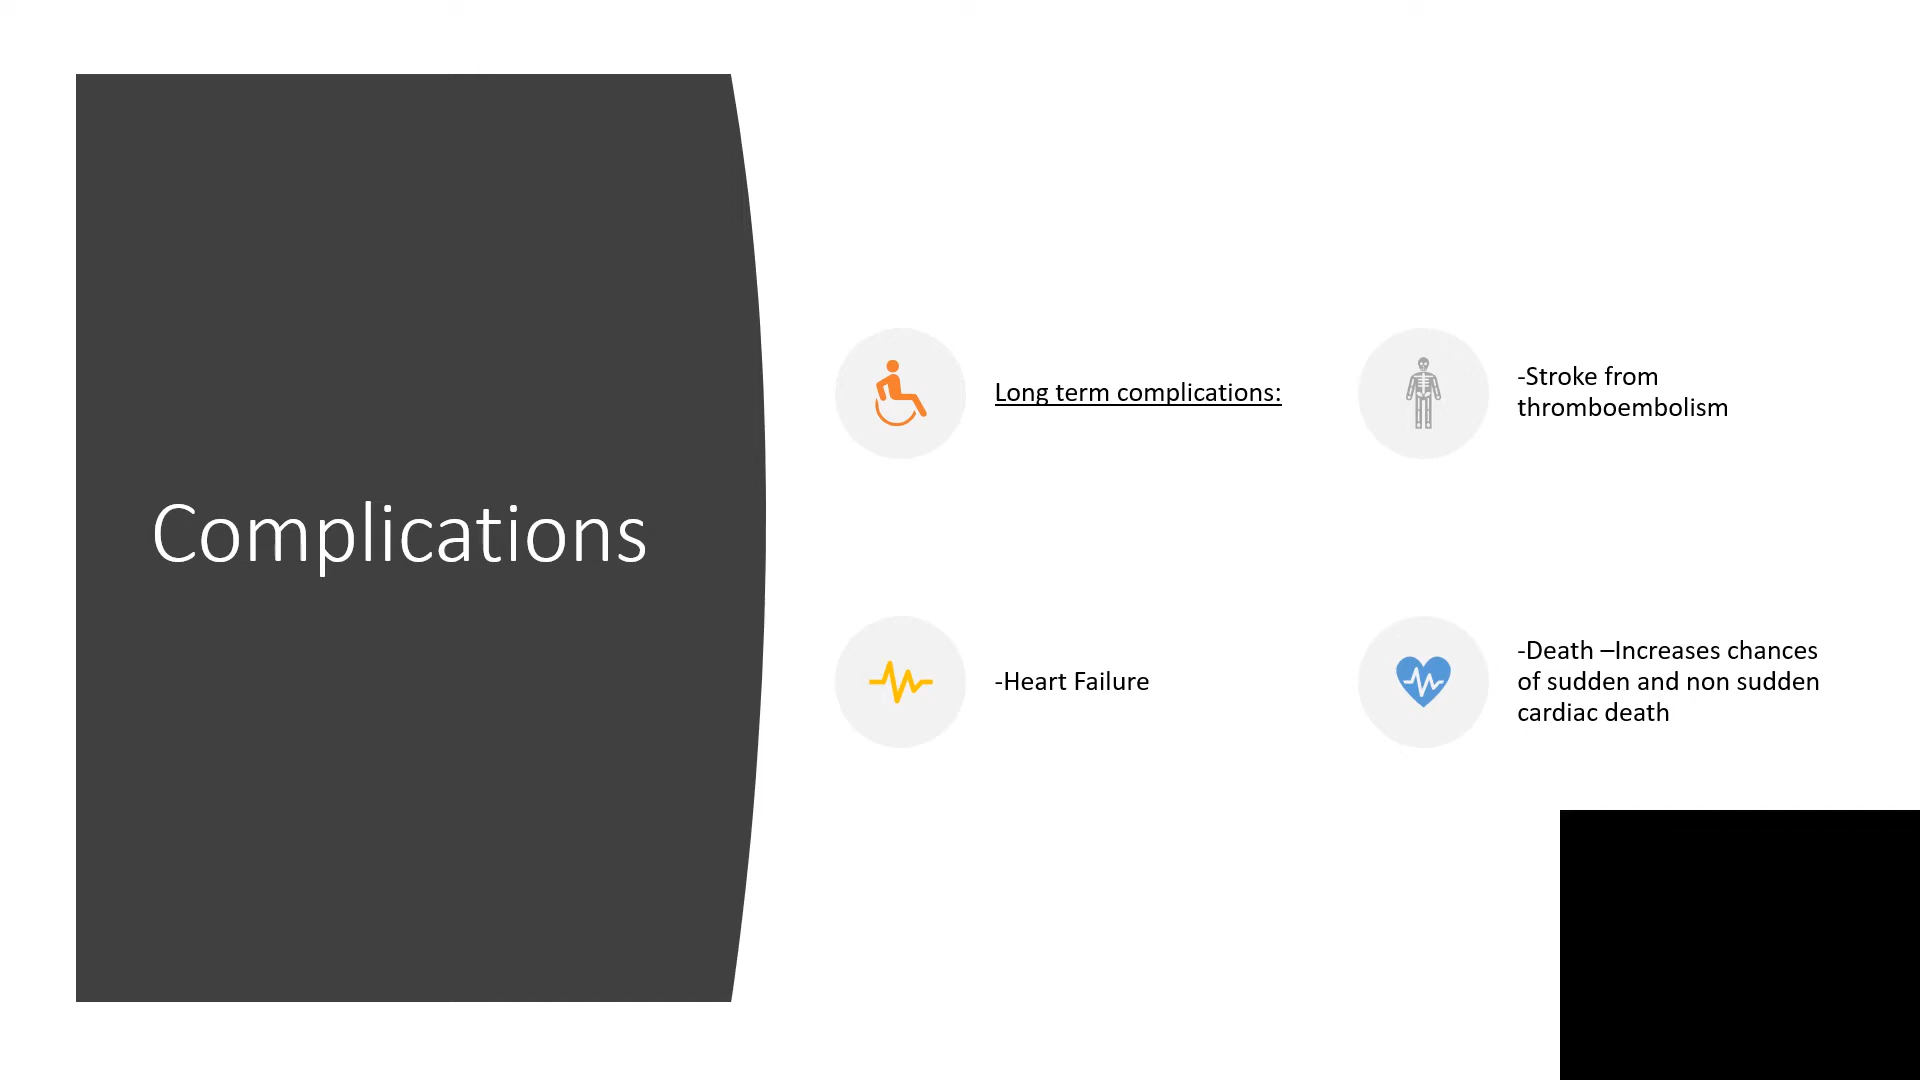 Complications
Long term complications:
-Stroke from
thromboembolism
-Heart Failure
-Death –Increases chances
of sudden and non sudden
cardiac death